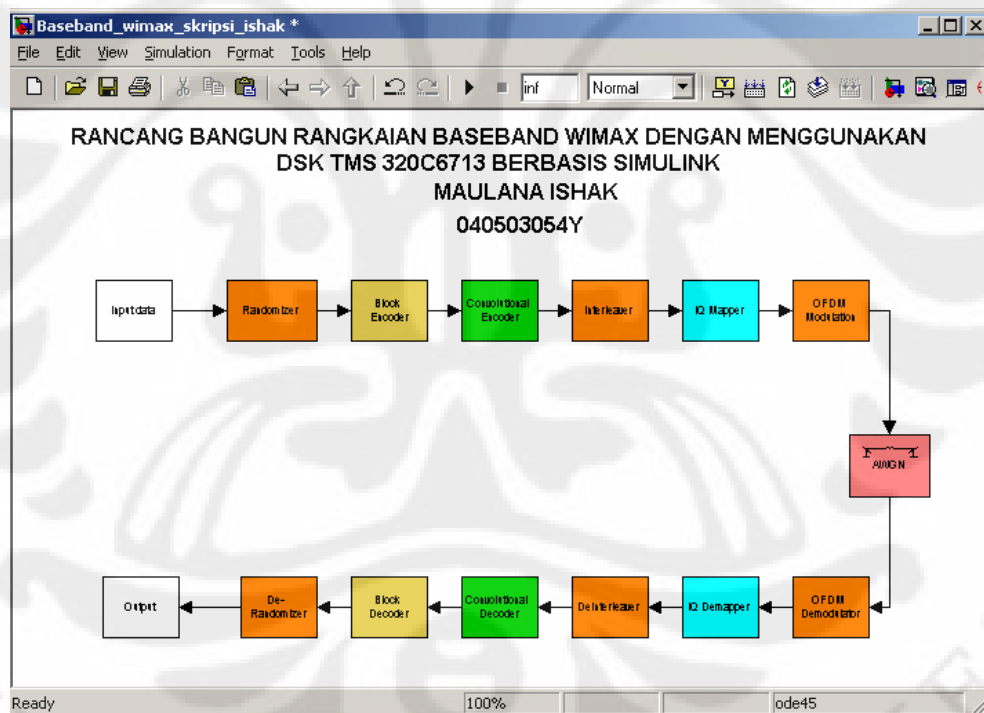 Baseband_wimax_skripsi_ishak *
File Edit View Simulation Format Tools Help
inf Normal
RANCANG BANGUN RANGKAIAN BASEBAND WIMAX DENGAN MENGGUNAKAN
DSK TMS 320C6713 BERBASIS SIMULINK
MAULANA ISHAK
040503054Y
Input data
Randomizer
Block
Encoder
Convolutional
Encoder
Interleaver
IQ Mapper
OFDM
Modulation
AWGN
Output
De-
Randomizer
Block
Decoder
Convolutional
Decoder
Deinterleaver
IQ Demapper
OFDM
Demodulator
Ready 100% ode45